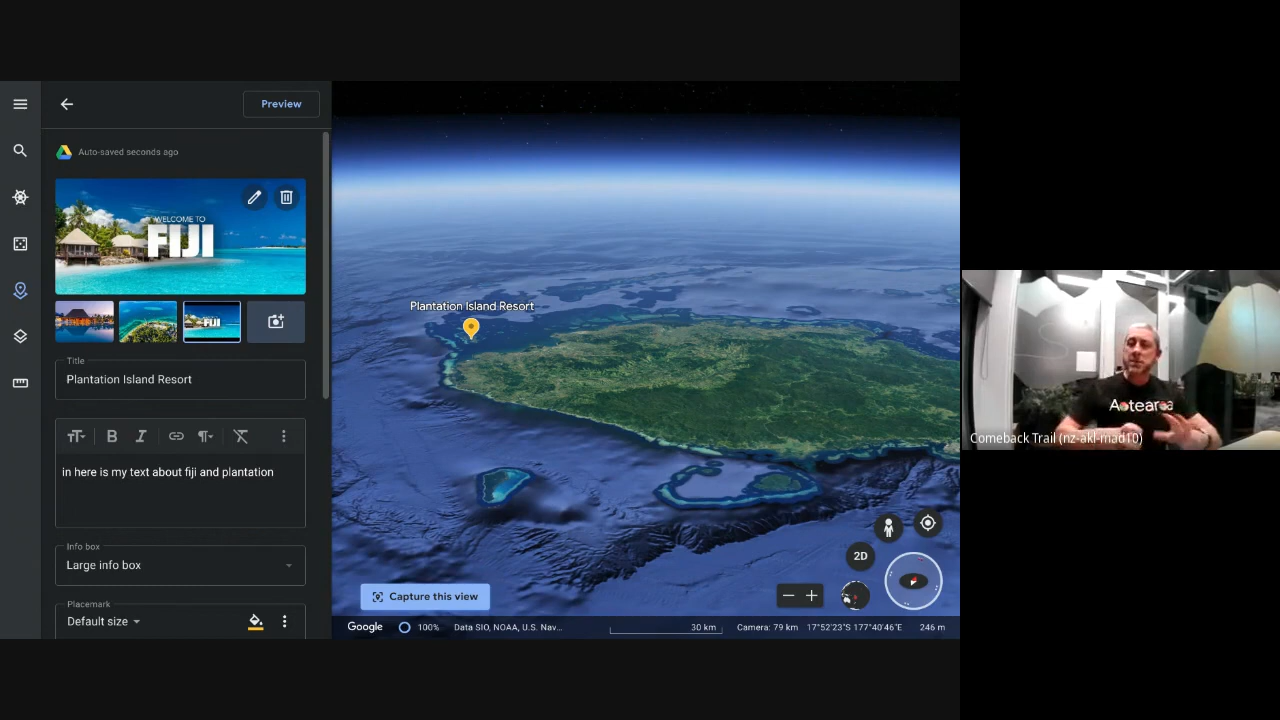 Preview
Auto-saved seconds ago
WELCOME TO
FIJI
FIJI
Title
Plantation Island Resort
in here is my text about fiji and plantation
Info box
Large info box
Placemark
Default size
Plantation Island Resort
2D
Capture this view
Google
100%
Data SIO, NOAA, U.S. Nav...
30 km
Camera: 79 km
17°52'23"S 177°40'46"E
246 m
Aotearoa
Comeback Trail (nz-akl-mad10)